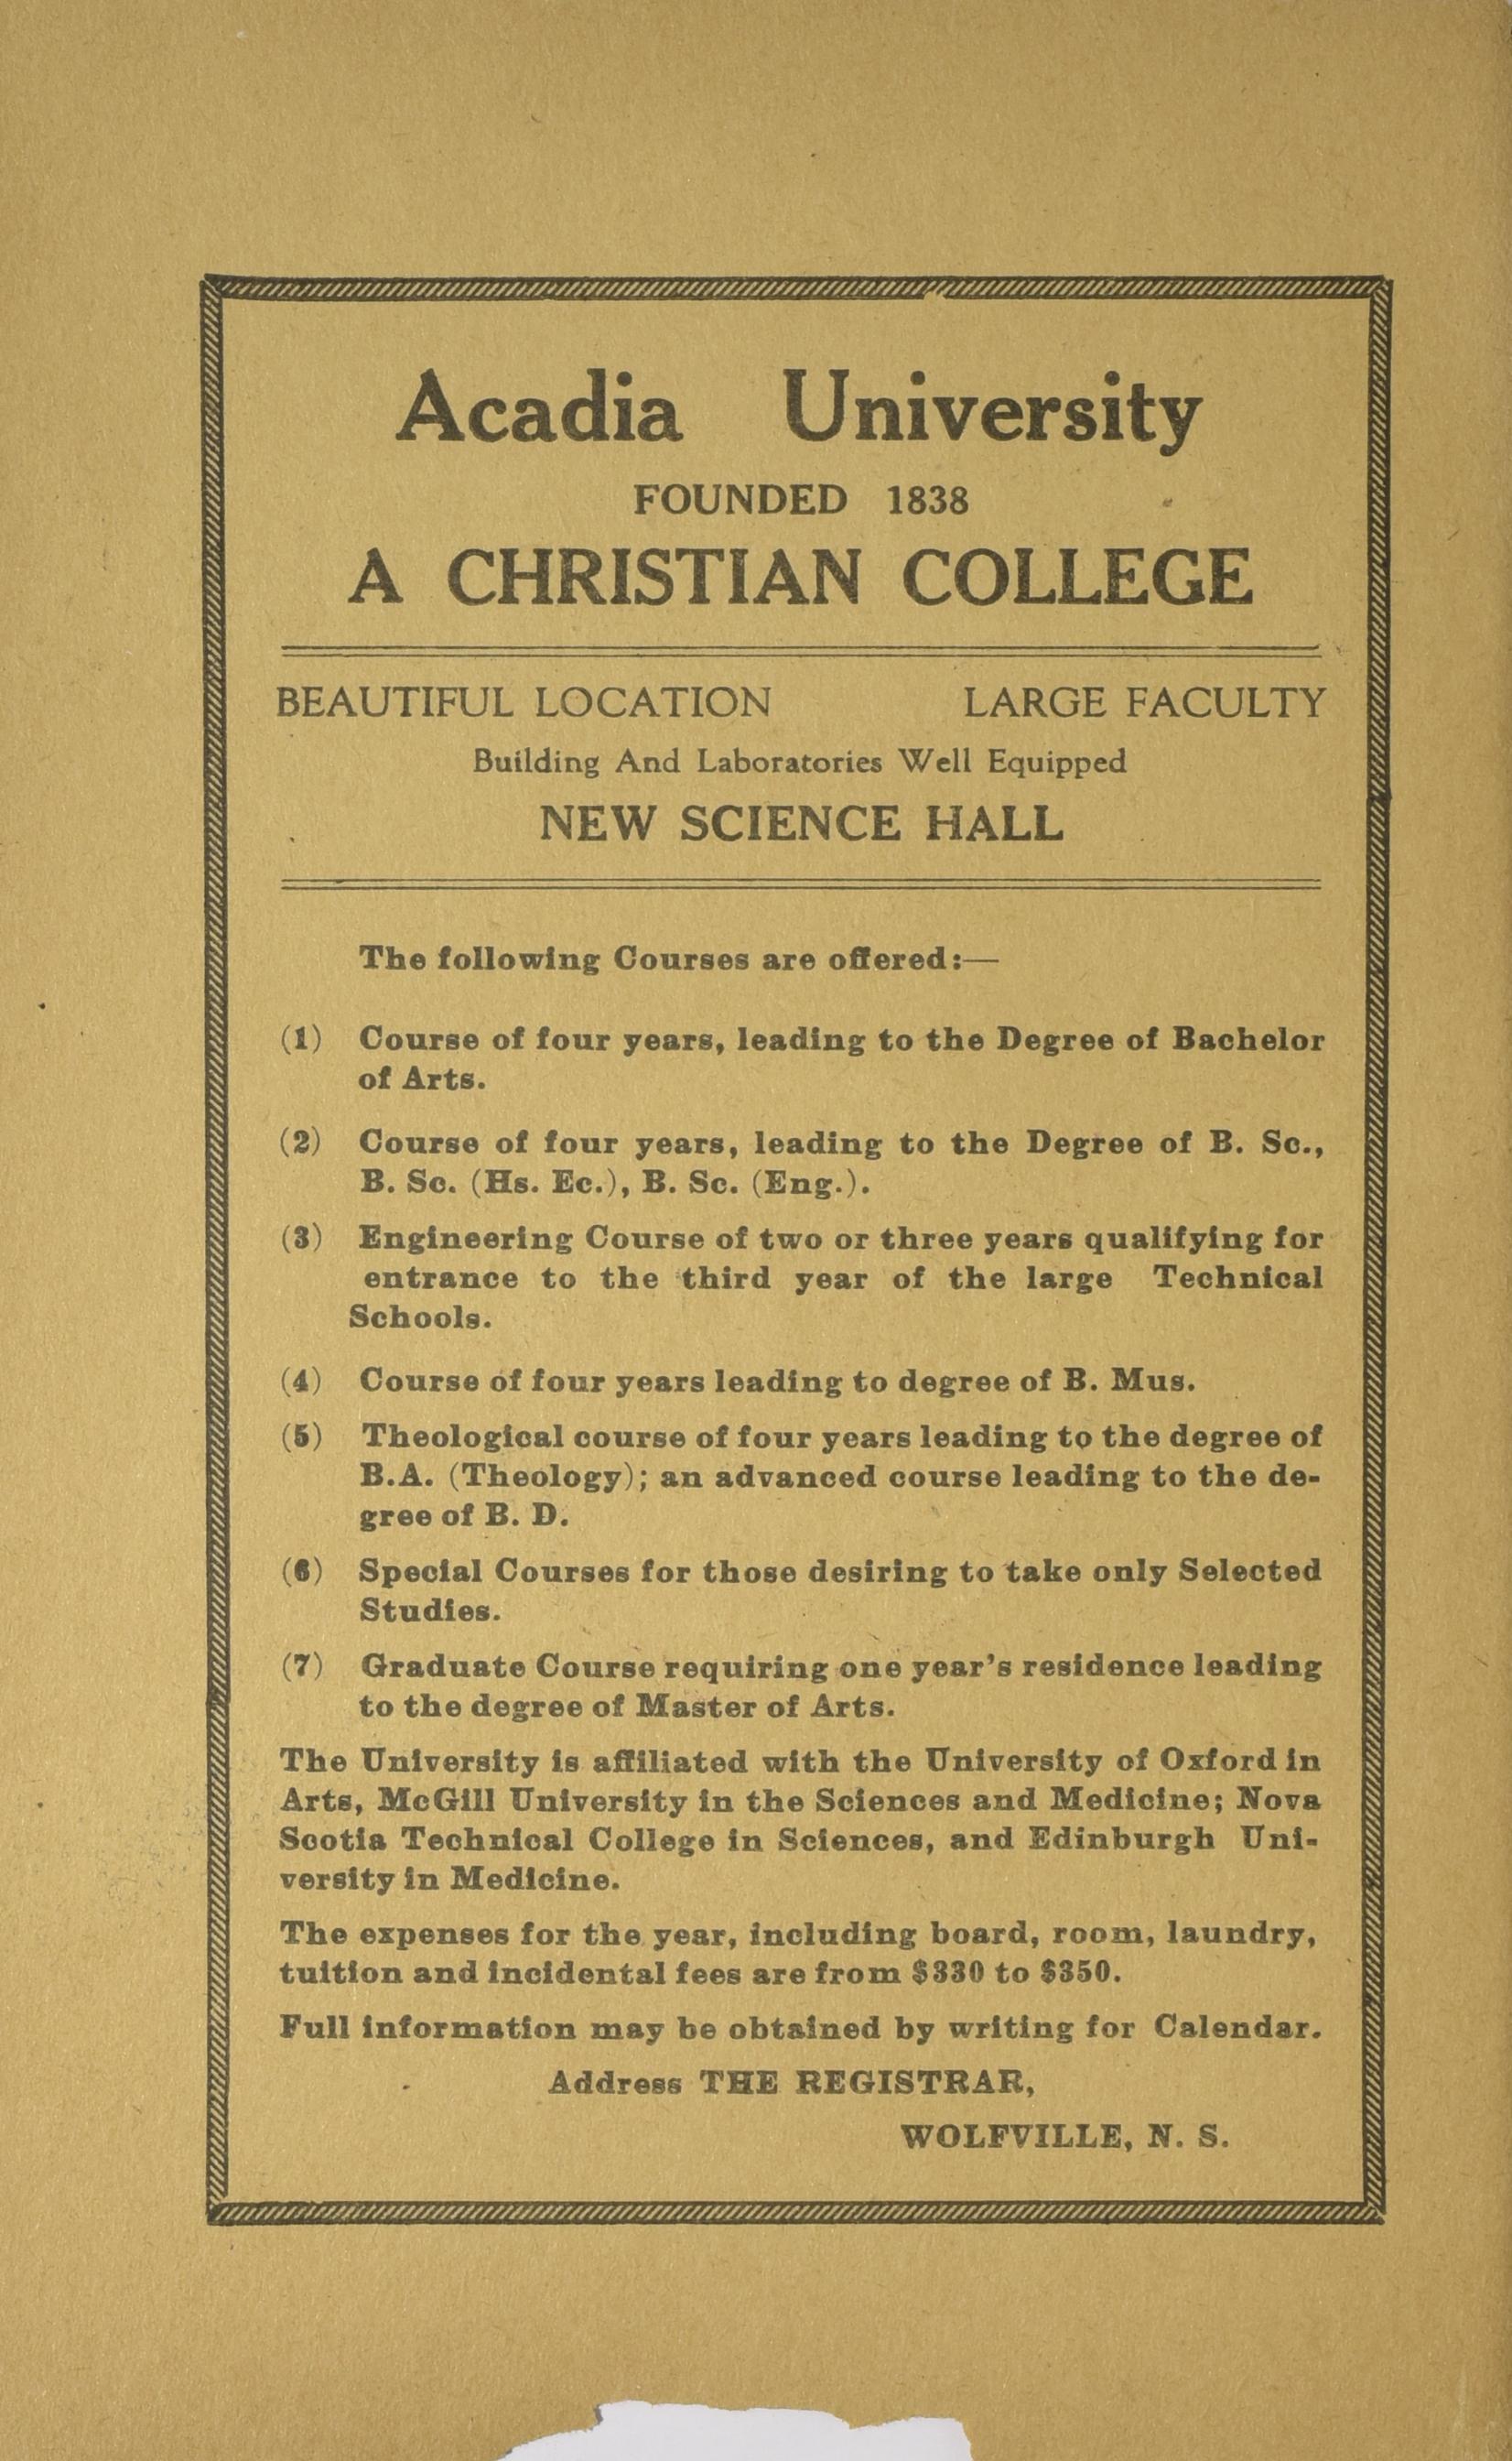 Acadia University
FOUNDED 1838
A CHRISTIAN COLLEGE
BEAUTIFUL LOCATION LARGE FACULTY
Building And Laboratories Well Equipped
NEW SCIENCE HALL
The following Courses are offered:—
(1) Course of four years, leading to the Degree of Bachelor
of Arts.
(2) Course of four years, leading to the Degree of B. Sc.,
B. Sc. (Hs. Ec.), B. Sc. (Eng.).
(3) Engineering Course of two or three years qualifying for
entrance to the third year of the large Technical
Schools.
(4) Course of four years leading to degree of B. Mus.
(5) Theological course of four years leading to the degree of
B.A. (Theology); an advanced course leading to the de-
gree of B. D.
(6) Special Courses for those desiring to take only Selected
Studies.
(7) Graduate Course requiring one year's residence leading
to the degree of Master of Arts.
The University is affiliated with the University of Oxford in
Arts, McGill University in the Sciences and Medicine; Nova
Scotia Technical College in Sciences, and Edinburgh Uni-
versity in Medicine.
The expenses for the year, including board, room, laundry,
tuition and incidental fees are from $330 to $350.
Full information may be obtained by writing for Calendar.
Address THE REGISTRAR,
WOLFVILLE, N. S.